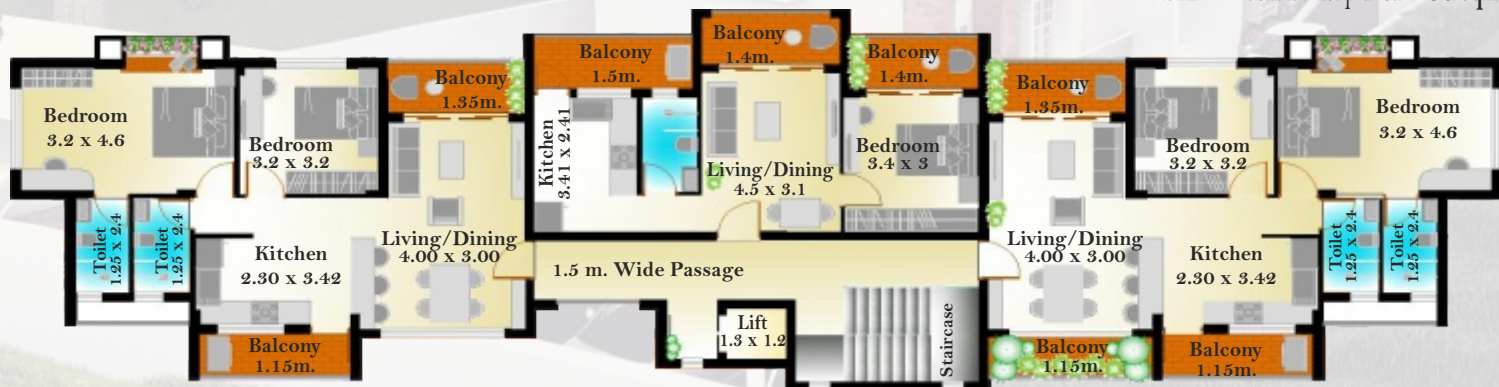 Bedroom
3.2 x 4.6
Bedroom
3.2 x 3.2
Balcony
1.35m.
Toilet
1.25 x 2.4
Toilet
1.25 x 2.4
Kitchen
2.30 x 3.42
Living/Dining
4.00 x 3.00
Balcony
1.15m.
Balcony
1.5m.
Kitchen
3.41 x 2.41
Balcony
1.4m.
Living/Dining
4.5 x 3.1
Balcony
1.4m.
Bedroom
3.4 x 3
1.5 m. Wide Passage
Lift
1.3 x 1.2
Staircase
Balcony
1.35m.
Living/Dining
4.00 x 3.00
Balcony
1.15m.
Bedroom
3.2 x 3.2
Bedroom
3.2 x 4.6
Kitchen
2.30 x 3.42
Toilet
1.25 x 2.4
Toilet
1.25 x 2.4
Balcony
1.15m.